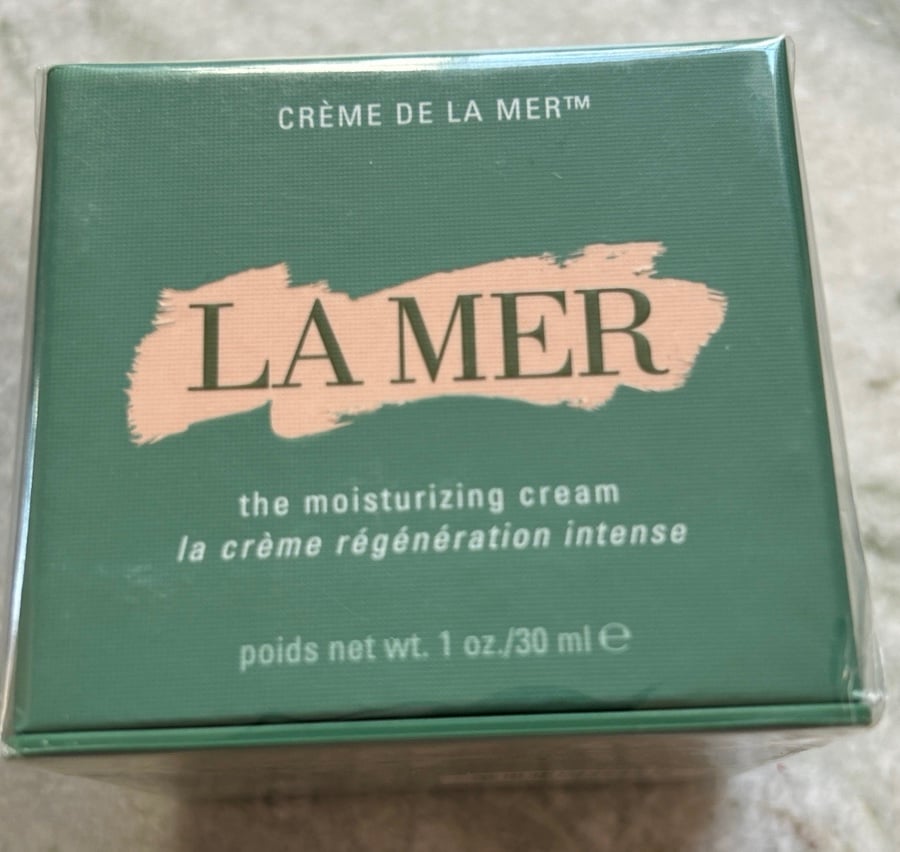 CRÈME DE LA MER™
LA MER
the moisturizing cream
la crème régénération intense
poids net wt. 1 oz./30 ml ℮